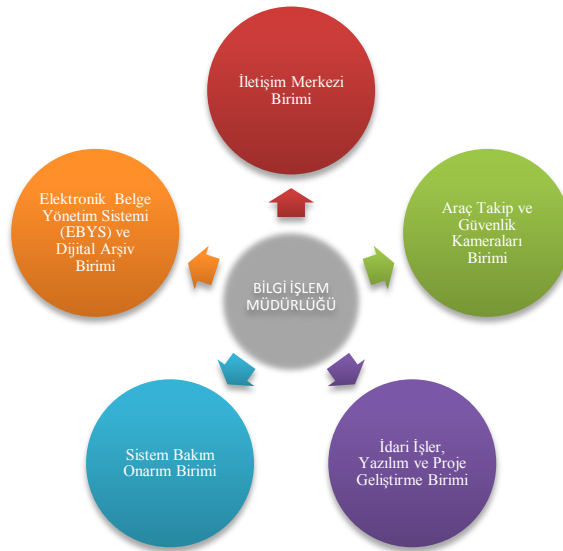 İletişim Merkezi
Birimi
Elektronik Belge
Yönetim Sistemi
(EBYS) ve
Dijital Arşiv
Birimi
Araç Takip ve
Güvenlik
Kameraları
Birimi
BİLGİ İŞLEM
MÜDÜRLÜĞÜ
Sistem Bakım
Onarım Birimi
İdari İşler,
Yazılım ve Proje
Geliştirme Birimi